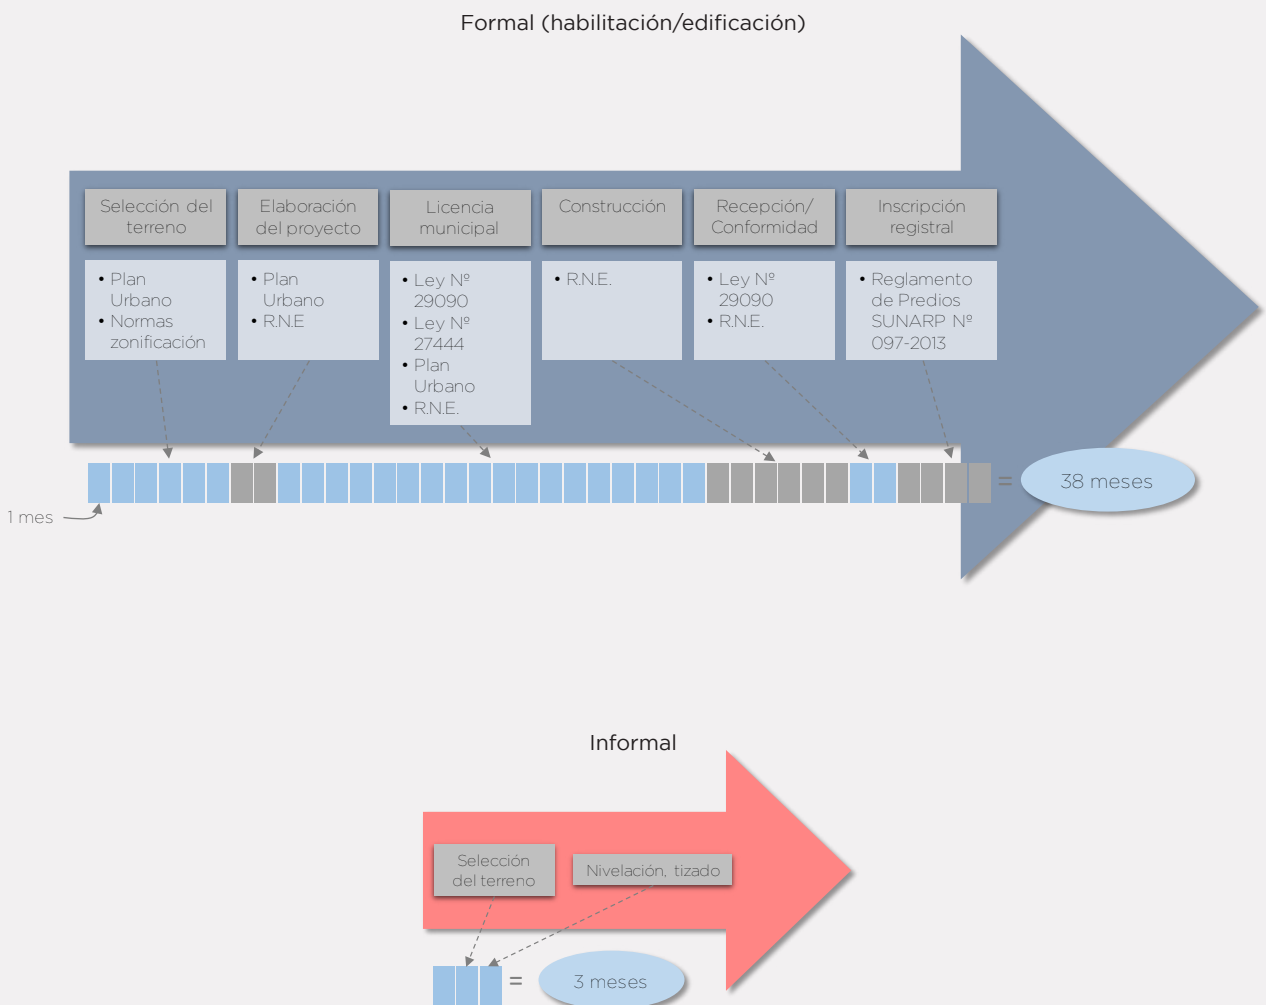 Formal (habilitación/edificación)
Selección del
terreno
• Plan
Urbano
• Normas
zonificación
Elaboración
del proyecto
• Plan
Urbano
• R.N.E
Licencia
municipal
• Ley Nº
29090
• Ley Nº
27444
• Plan
Urbano
• R.N.E.
Construcción
• R.N.E.
Recepción/
Conformidad
• Ley Nº
29090
• R.N.E.
Inscripción
registral
• Reglamento
de Predios
SUNARP Nº
097-2013
= 38 meses
1 mes
Informal
Selección
del terreno
Nivelación, tizado
= 3 meses